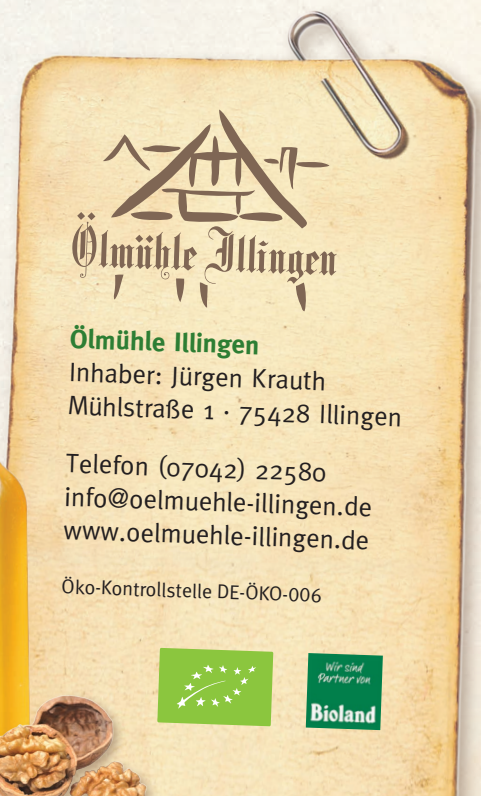 Ölmühle Illingen
Ölmühle Illingen
Inhaber: Jürgen Krauth
Mühlstraße 1 · 75428 Illingen
Telefon (07042) 22580
info@oelmuehle-illingen.de
www.oelmuehle-illingen.de
Öko-Kontrollstelle DE-ÖKO-006
Wir sind
Partner von
Bioland